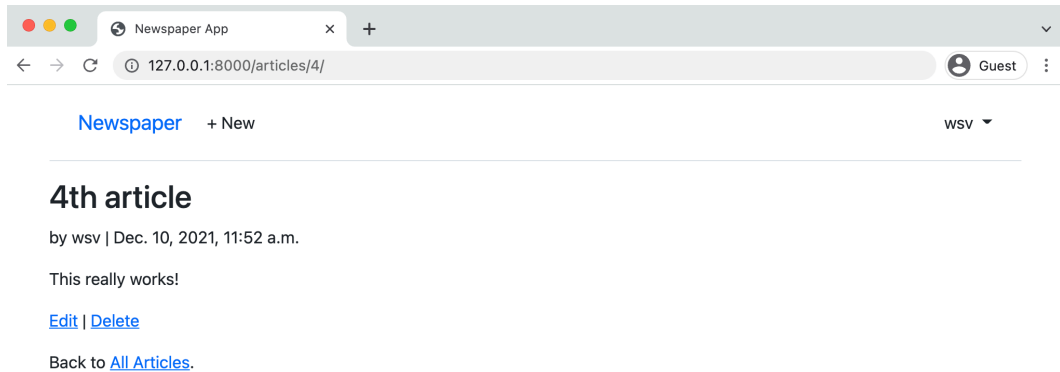 Newspaper App
127.0.0.1:8000/articles/4/
Guest
Newspaper + New wsv
4th article
by wsv | Dec. 10, 2021, 11:52 a.m.
This really works!
Edit | Delete
Back to All Articles.